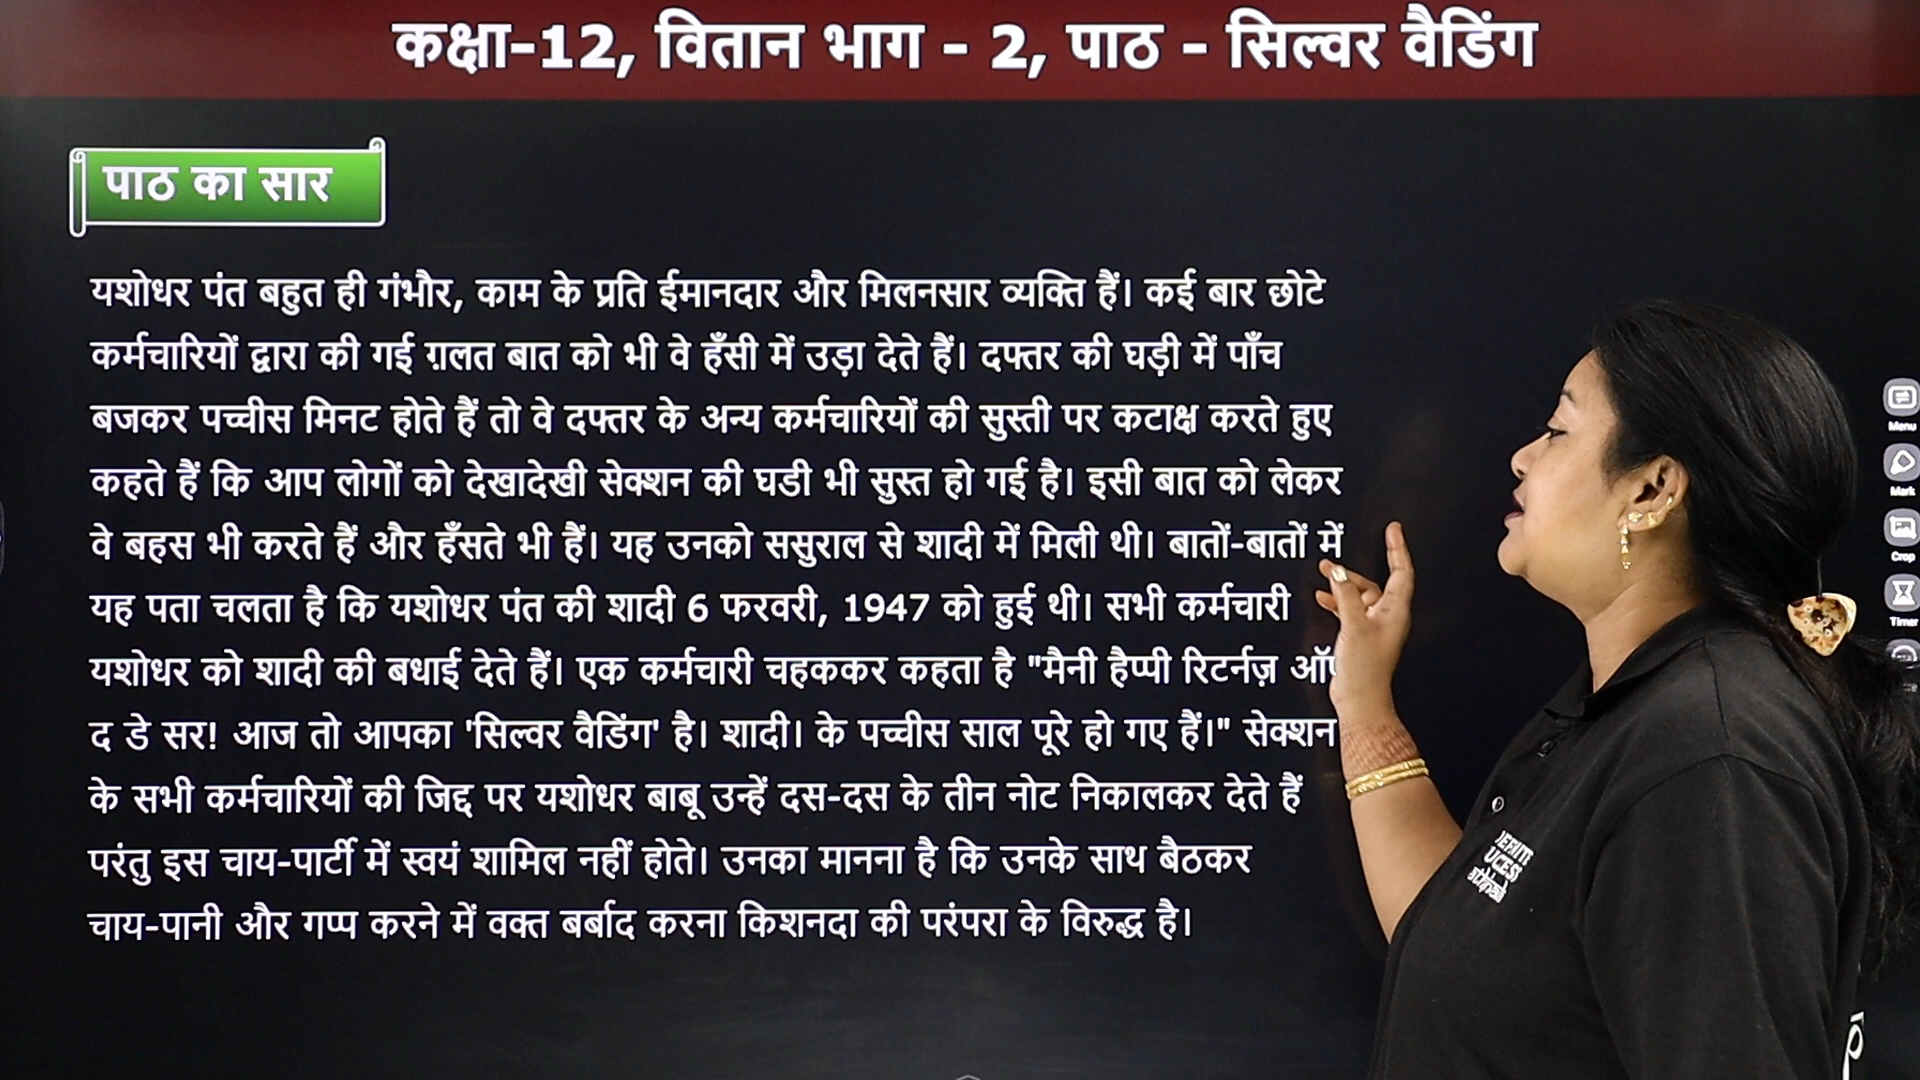 कक्षा-12, वितान भाग - 2, पाठ - सिल्वर वैडिंग
पाठ का सार
यशोधर पंत बहुत ही गंभौर, काम के प्रति ईमानदार और मिलनसार व्यक्ति हैं। कई बार छोटे
कर्मचारियों द्वारा की गई ग़लत बात को भी वे हँसी में उड़ा देते हैं। दफ्तर की घड़ी में पाँच
बजकर पच्चीस मिनट होते हैं तो वे दफ्तर के अन्य कर्मचारियों की सुस्ती पर कटाक्ष करते हुए
कहते हैं कि आप लोगों को देखादेखी सेक्शन की घडी भी सुस्त हो गई है। इसी बात को लेकर
वे बहस भी करते हैं और हँसते भी हैं। यह उनको ससुराल से शादी में मिली थी। बातों-बातों में
यह पता चलता है कि यशोधर पंत की शादी 6 फरवरी, 1947 को हुई थी। सभी कर्मचारी
यशोधर को शादी की बधाई देते हैं। एक कर्मचारी चहककर कहता है "मैनी हैप्पी रिटर्नज़
द डे सर! आज तो आपका 'सिल्वर वैडिंग' है। शादी। के पच्चीस साल पूरे हो गए हैं।" सेक्शन
के सभी कर्मचारियों की जिद्द पर यशोधर बाबू उन्हें दस-दस के तीन नोट निकालकर देते हैं
परंतु इस चाय-पार्टी में स्वयं शामिल नहीं होते। उनका मानना है कि उनके साथ बैठकर
चाय-पानी और गप्प करने में वक्त बर्बाद करना किशनदा की परंपरा के विरुद्ध है।
Menu
Mark
Crop
Timer